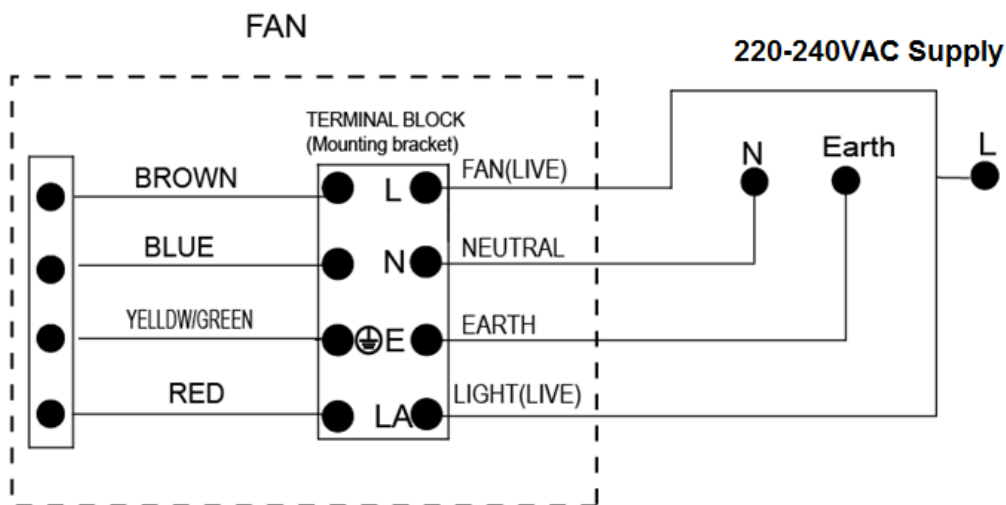 FAN
220-240VAC Supply
TERMINAL BLOCK
(Mounting bracket)
BROWN
L
FAN(LIVE)
N
Earth
L
BLUE
N
NEUTRAL
YELLDW/GREEN
E
EARTH
RED
LA
LIGHT(LIVE)